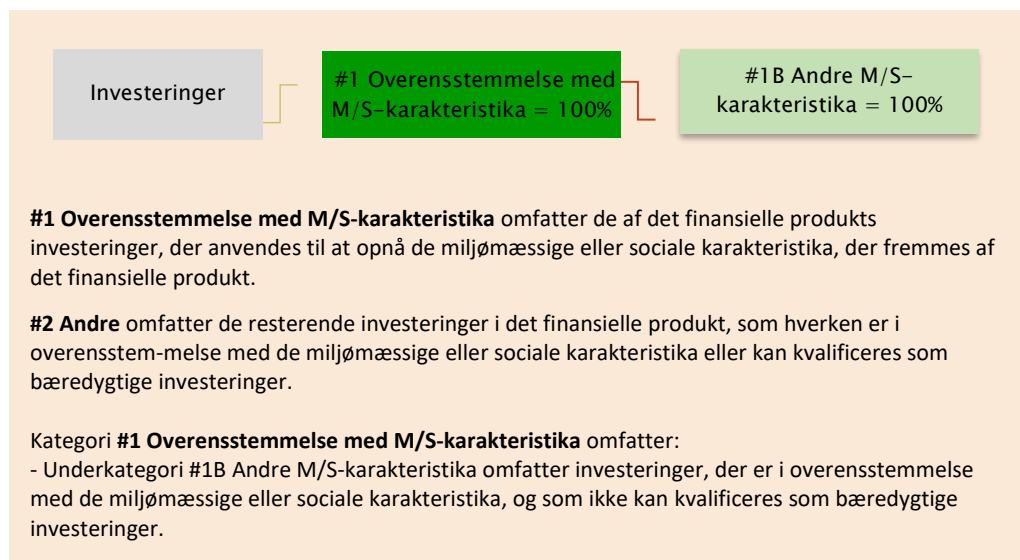 Investeringer
#1 Overensstemmelse med
M/S-karakteristika = 100%
#1B Andre M/S-
karakteristika = 100%
#1 Overensstemmelse med M/S-karakteristika omfatter de af det finansielle produkts
investeringer, der anvendes til at opnå de miljømæssige eller sociale karakteristika, der fremmes af
det finansielle produkt.
#2 Andre omfatter de resterende investeringer i det finansielle produkt, som hverken er i
overensstem-melse med de miljømæssige eller sociale karakteristika eller kan kvalificeres som
bæredygtige investeringer.
Kategori #1 Overensstemmelse med M/S-karakteristika omfatter:
- Underkategori #1B Andre M/S-karakteristika omfatter investeringer, der er i overensstemmelse
med de miljømæssige eller sociale karakteristika, og som ikke kan kvalificeres som bæredygtige
investeringer.